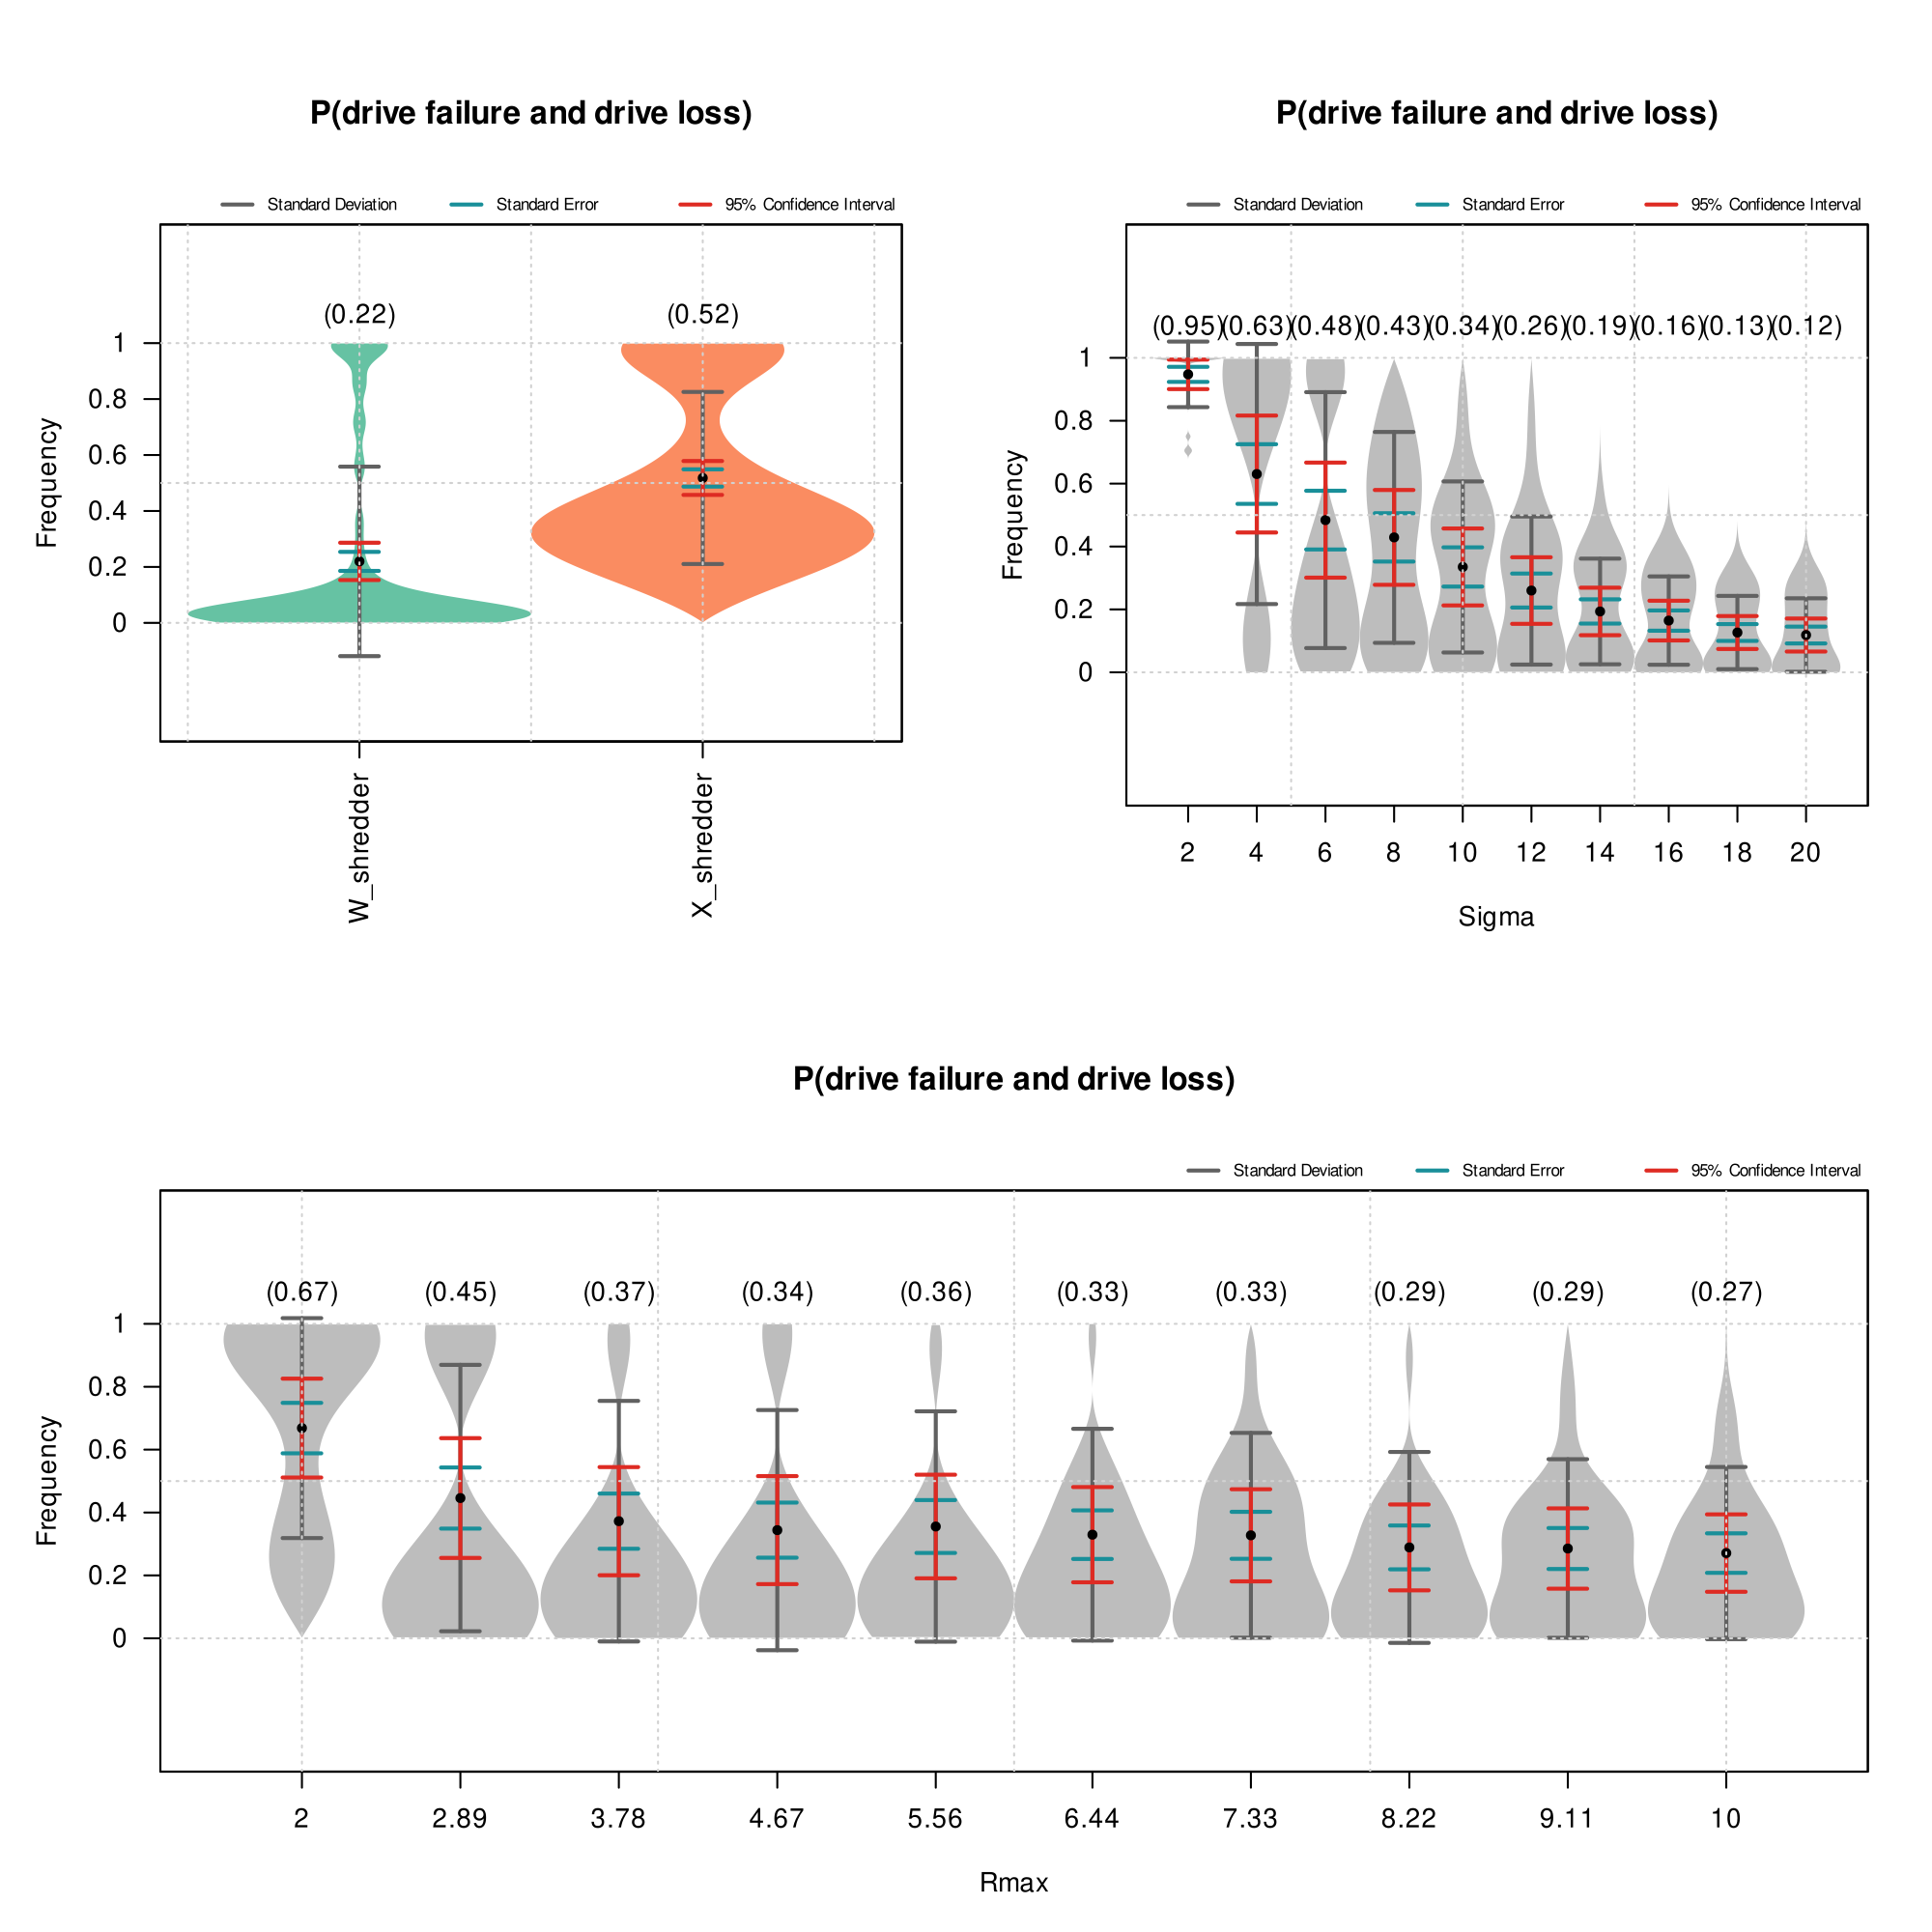 P(drive failure and drive loss)
Standard Deviation Standard Error 95% Confidence Interval
(0.22) (0.52)
1
0.8
0.6
0.4
0.2
0
Frequency
W_shredder
X_shredder
P(drive failure and drive loss)
Standard Deviation Standard Error 95% Confidence Interval
(0.95) (0.63) (0.48) (0.43) (0.34) (0.26) (0.19) (0.16) (0.13) (0.12)
1
0.8
0.6
0.4
0.2
0
Frequency
2 4 6 8 10 12 14 16 18 20
Sigma
P(drive failure and drive loss)
Standard Deviation Standard Error 95% Confidence Interval
(0.67) (0.45) (0.37) (0.34) (0.36) (0.33) (0.33) (0.29) (0.29) (0.27)
1
0.8
0.6
0.4
0.2
0
Frequency
2 2.89 3.78 4.67 5.56 6.44 7.33 8.22 9.11 10
Rmax